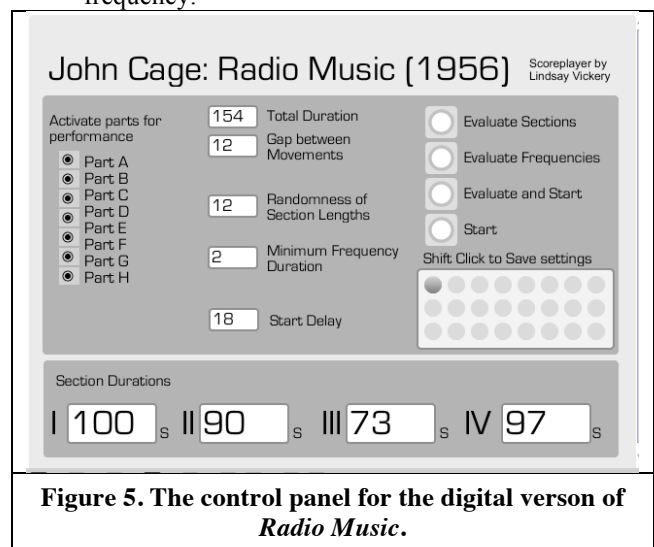 frequency.
John Cage: Radio Music (1956)
Scoreplayer by
Lindsay Vickery
Activate parts for
performance
Part A
Part B
Part C
Part D
Part E
Part F
Part G
Part H
154 Total Duration
12 Gap between
Movements
12 Randomness of
Section Lengths
2 Minimum Frequency
Duration
18 Start Delay
Evaluate Sections
Evaluate Frequencies
Evaluate and Start
Start
Shift Click to Save settings
Section Durations
I 100 s II 90 s III 73 s IV 97 s
Figure 5. The control panel for the digital verson of
Radio Music.